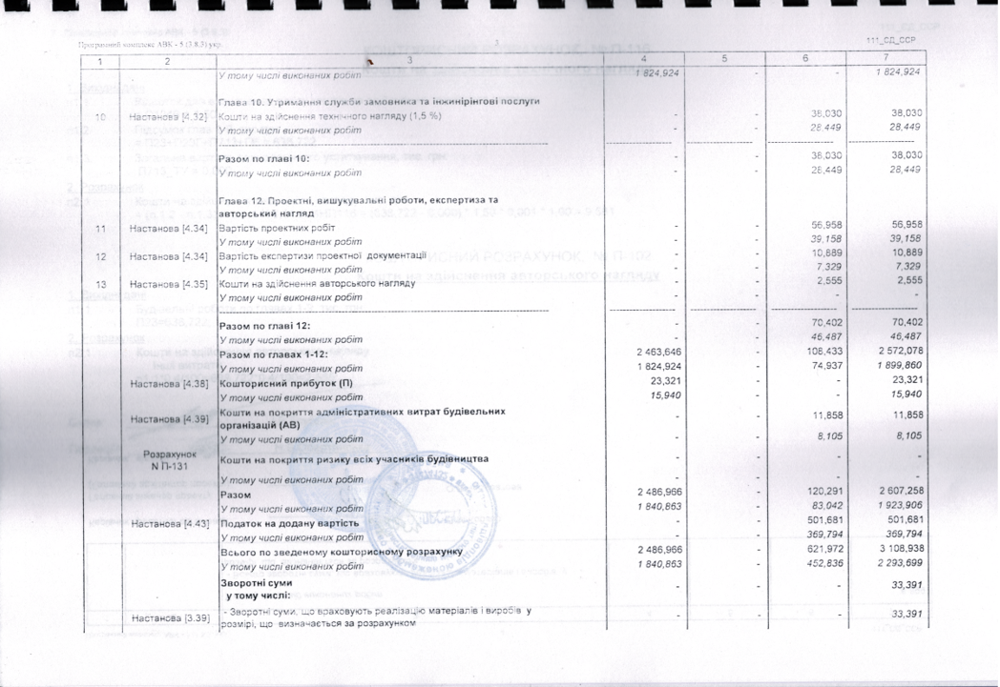 Програмний комплекс АВК - 5 (3.8.5) укр.
3
111_СД_ССР
1 2 3 4 5 6 7
У тому числі виконаних робіт 1 824,924 - - 1 824,924
Глава 10. Утримання служби замовника та інжинірінгові послуги
10 Настанова [4.32] Кошти на здійснення технічного нагляду (1,5 %) - - 38,030 38,030
У тому числі виконаних робіт - - 28,449 28,449
Разом по главі 10: - - 38,030 38,030
У тому числі виконаних робіт - - 28,449 28,449
Глава 12. Проектні, вишукувальні роботи, експертиза та
авторський нагляд
11 Настанова [4.34] Вартість проектних робіт - - 56,958 56,958
У тому числі виконаних робіт - - 39,158 39,158
12 Настанова [4.34] Вартість експертизи проектної документації - - 10,889 10,889
У тому числі виконаних робіт - - 7,329 7,329
13 Настанова [4.35] Кошти на здійснення авторського нагляду - - 2,555 2,555
У тому числі виконаних робіт - - - -
Разом по главі 12: - - 70,402 70,402
У тому числі виконаних робіт - - 46,487 46,487
Разом по главах 1-12: 2 463,646 - 108,433 2 572,078
У тому числі виконаних робіт 1 824,924 - 74,937 1 899,860
Настанова [4.38] Кошторисний прибуток (П) 23,321 - - 23,321
У тому числі виконаних робіт 15,940 - - 15,940
Настанова [4.39] Кошти на покриття адміністративних витрат будівельних
організацій (АВ) - - 11,858 11,858
У тому числі виконаних робіт - - 8,105 8,105
Розрахунок
N П-131 Кошти на покриття ризику всіх учасників будівництва - - - -
У тому числі виконаних робіт - - - -
Разом 2 486,966 - 120,291 2 607,258
У тому числі виконаних робіт 1 840,863 - 83,042 1 923,906
Настанова [4.43] Податок на додану вартість - - 501,681 501,681
У тому числі виконаних робіт - - 369,794 369,794
Всього по зведеному кошторисному розрахунку 2 486,966 - 621,972 3 108,938
У тому числі виконаних робіт 1 840,863 - 452,836 2 293,699
Зворотні суми - - - 33,391
у тому числі:
Настанова [3.39] - Зворотні суми, що враховують реалізацію матеріалів і виробів у - - - 33,391
розмірі, що визначається за розрахунком